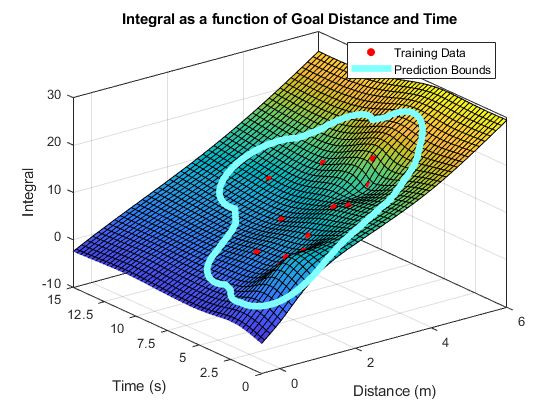 Integral as a function of Goal Distance and Time
Training Data
Prediction Bounds
30
20
10
0
-10
Integral
15
12.5
10
7.5
5
2.5
0
Time (s)
0
2
4
6
Distance (m)